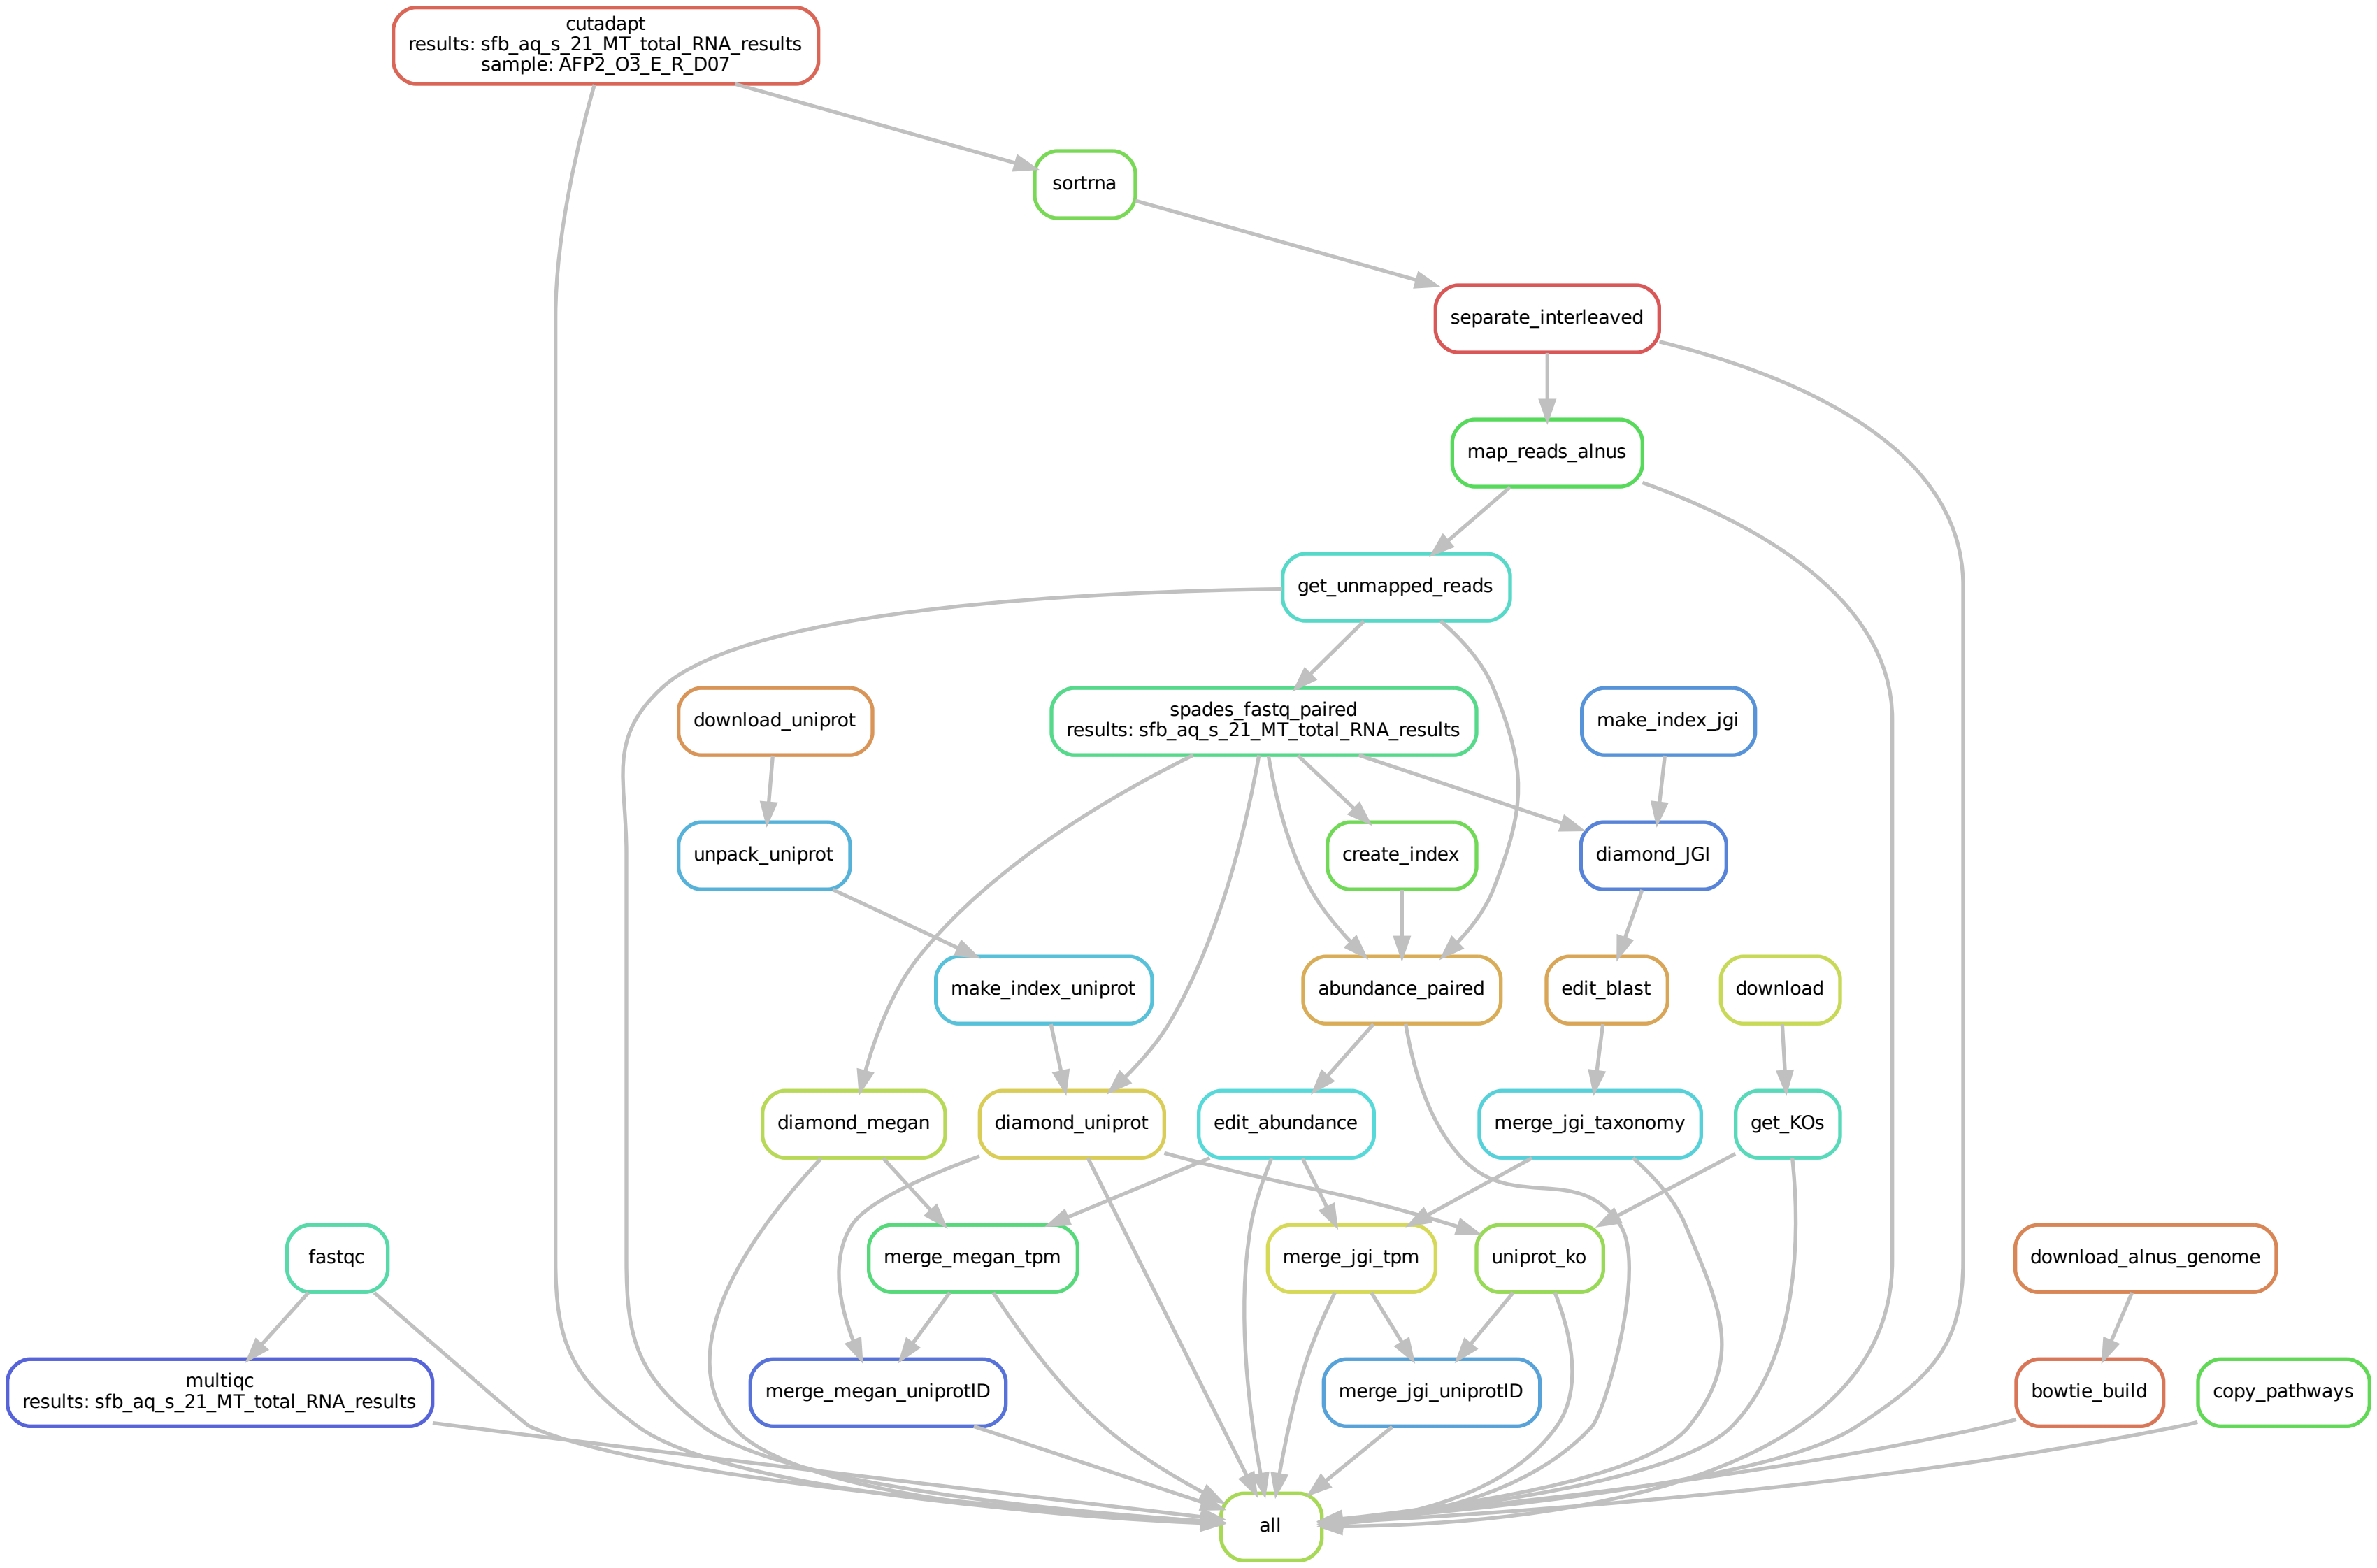 cutadapt
results: sfb_aq_s_21_MT_total_RNA_results
sample: AFP2_O3_E_R_D07
sortrna
separate_interleaved
map_reads_alnus
get_unmapped_reads
download_uniprot
spades_fastq_paired
results: sfb_aq_s_21_MT_total_RNA_results
make_index_jgi
unpack_uniprot
create_index
diamond_JGI
make_index_uniprot
abundance_paired
edit_blast
download
diamond_megan
diamond_uniprot
edit_abundance
merge_jgi_taxonomy
get_KOs
fastqc
merge_megan_tpm
merge_jgi_tpm
uniprot_ko
download_alnus_genome
multiqc
results: sfb_aq_s_21_MT_total_RNA_results
merge_megan_uniprotID
merge_jgi_uniprotID
bowtie_build
copy_pathways
all